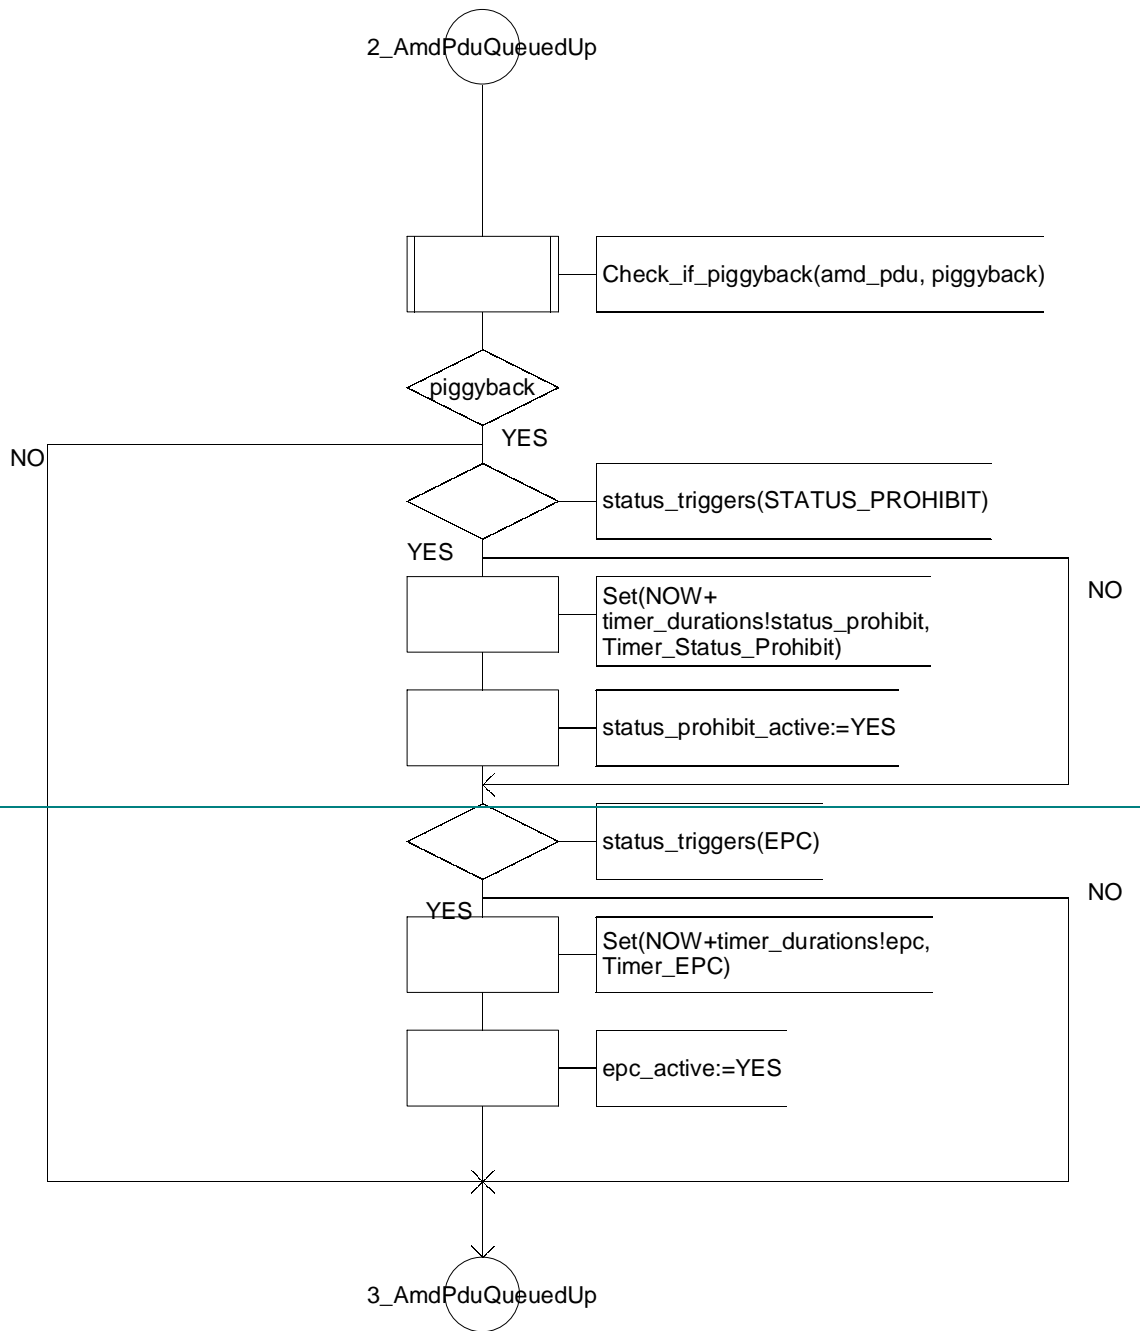 2_AmdPduQueuedUp
Check_if_piggyback(amd_pdu, piggyback)
piggyback
YES
NO
status_triggers(STATUS_PROHIBIT)
YES
NO
Set(NOW+
timer_durations!status_prohibit,
Timer_Status_Prohibit)
status_prohibit_active:=YES
status_triggers(EPC)
NO
YES
Set(NOW+timer_durations!epc,
Timer_EPC)
epc_active:=YES
3_AmdPduQueuedUp